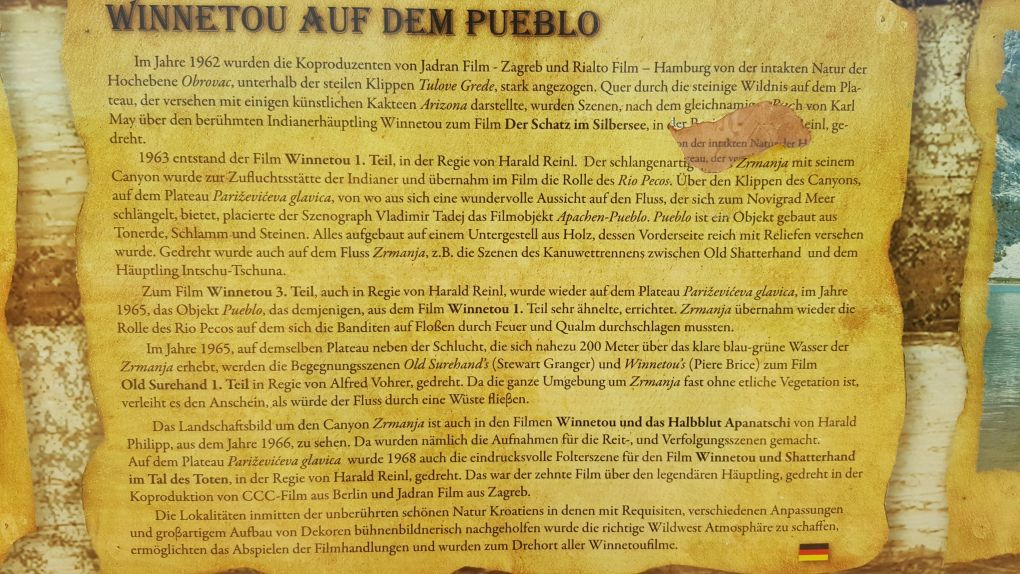 WINNETOU AUF DEM PUEBLO
Im Jahre 1962 wurden die Koproduzenten von Jadran Film - Zagreb und Rialto Film – Hamburg von der intakten Natur der
Hochebene Obrovac, unterhalb der steilen Klippen Tulove Grede, stark angezogen. Quer durch die steinige Wildnis auf dem Pla-
teau, der versehen mit einigen künstlichen Kakteen Arizona darstellte, wurden Szenen, nach dem gleichnamigen Buch von Karl
May über den berühmten Indianerhäuptling Winnetou zum Film Der Schatz im Silbersee, in der Reinl, ge-
on der intakten Natur der H
dreht.
geau, der ver
1963 entstand der Film Winnetou 1. Teil, in der Regie von Harald Reinl. Der schlangenartig Zrmanja mit seinem
Canyon wurde zur Zufluchtsstätte der Indianer und übernahm im Film die Rolle des Rio Pecos. Über den Klippen des Canyons,
auf dem Plateau Pariževićeva glavica, von wo aus sich eine wundervolle Aussicht auf den Fluss, der sich zum Novigrad Meer
schlängelt, bietet, placierte der Szenograph Vladimir Tadej das Filmobjekt Apachen-Pueblo. Pueblo ist ein Objekt gebaut aus
Tonerde, Schlamm und Steinen. Alles aufgebaut auf einem Untergestell aus Holz, dessen Vorderseite reich mit Reliefen versehen
wurde. Gedreht wurde auch auf dem Fluss Zrmanja, z.B. die Szenen des Kanuwettrennens zwischen Old Shatterhand und dem
Häuptling Intschu-Tschuna.
Zum Film Winnetou 3. Teil, auch in Regie von Harald Reinl, wurde wieder auf dem Plateau Pariževićeva glavica, im Jahre
1965, das Objekt Pueblo, das demjenigen, aus dem Film Winnetou 1. Teil sehr ähnelte, errichtet. Zrmanja übernahm wieder die
Rolle des Rio Pecos auf dem sich die Banditen auf Floßen durch Feuer und Qualm durchschlagen mussten.
Im Jahre 1965, auf demselben Plateau neben der Schlucht, die sich nahezu 200 Meter über das klare blau-grüne Wasser der
Zrmanja erhebt, werden die Begegnungsszenen Old Surehand's (Stewart Granger) und Winnetou's (Piere Brice) zum Film
Old Surehand 1. Teil in Regie von Alfred Vohrer, gedreht. Da die ganze Umgebung um Zrmanja fast ohne etliche Vegetation ist,
verleiht es den Anschein, als würde der Fluss durch eine Wüste fließen.
Das Landschaftsbild um den Canyon Zrmanja ist auch in den Filmen Winnetou und das Halbblut Apanatschi von Harald
Philipp, aus dem Jahre 1966, zu sehen. Da wurden nämlich die Aufnahmen für die Reit-, und Verfolgungsszenen gemacht.
Auf dem Plateau Pariževićeva glavica wurde 1968 auch die eindrucksvolle Folterszene für den Film Winnetou und Shatterhand
im Tal des Toten, in der Regie von Harald Reinl, gedreht. Das war der zehnte Film über den legendären Häuptling, gedreht in der
Koproduktion von CCC-Film aus Berlin und Jadran Film aus Zagreb.
Die Lokalitäten inmitten der unberührten schönen Natur Kroatiens in denen mit Requisiten, verschiedenen Anpassungen
und großartigem Aufbau von Dekoren bühnenbildnerisch nachgeholfen wurde die richtige Wildwest Atmosphäre zu schaffen,
ermöglichten das Abspielen der Filmhandlungen und wurden zum Drehort aller Winnetoufilme.